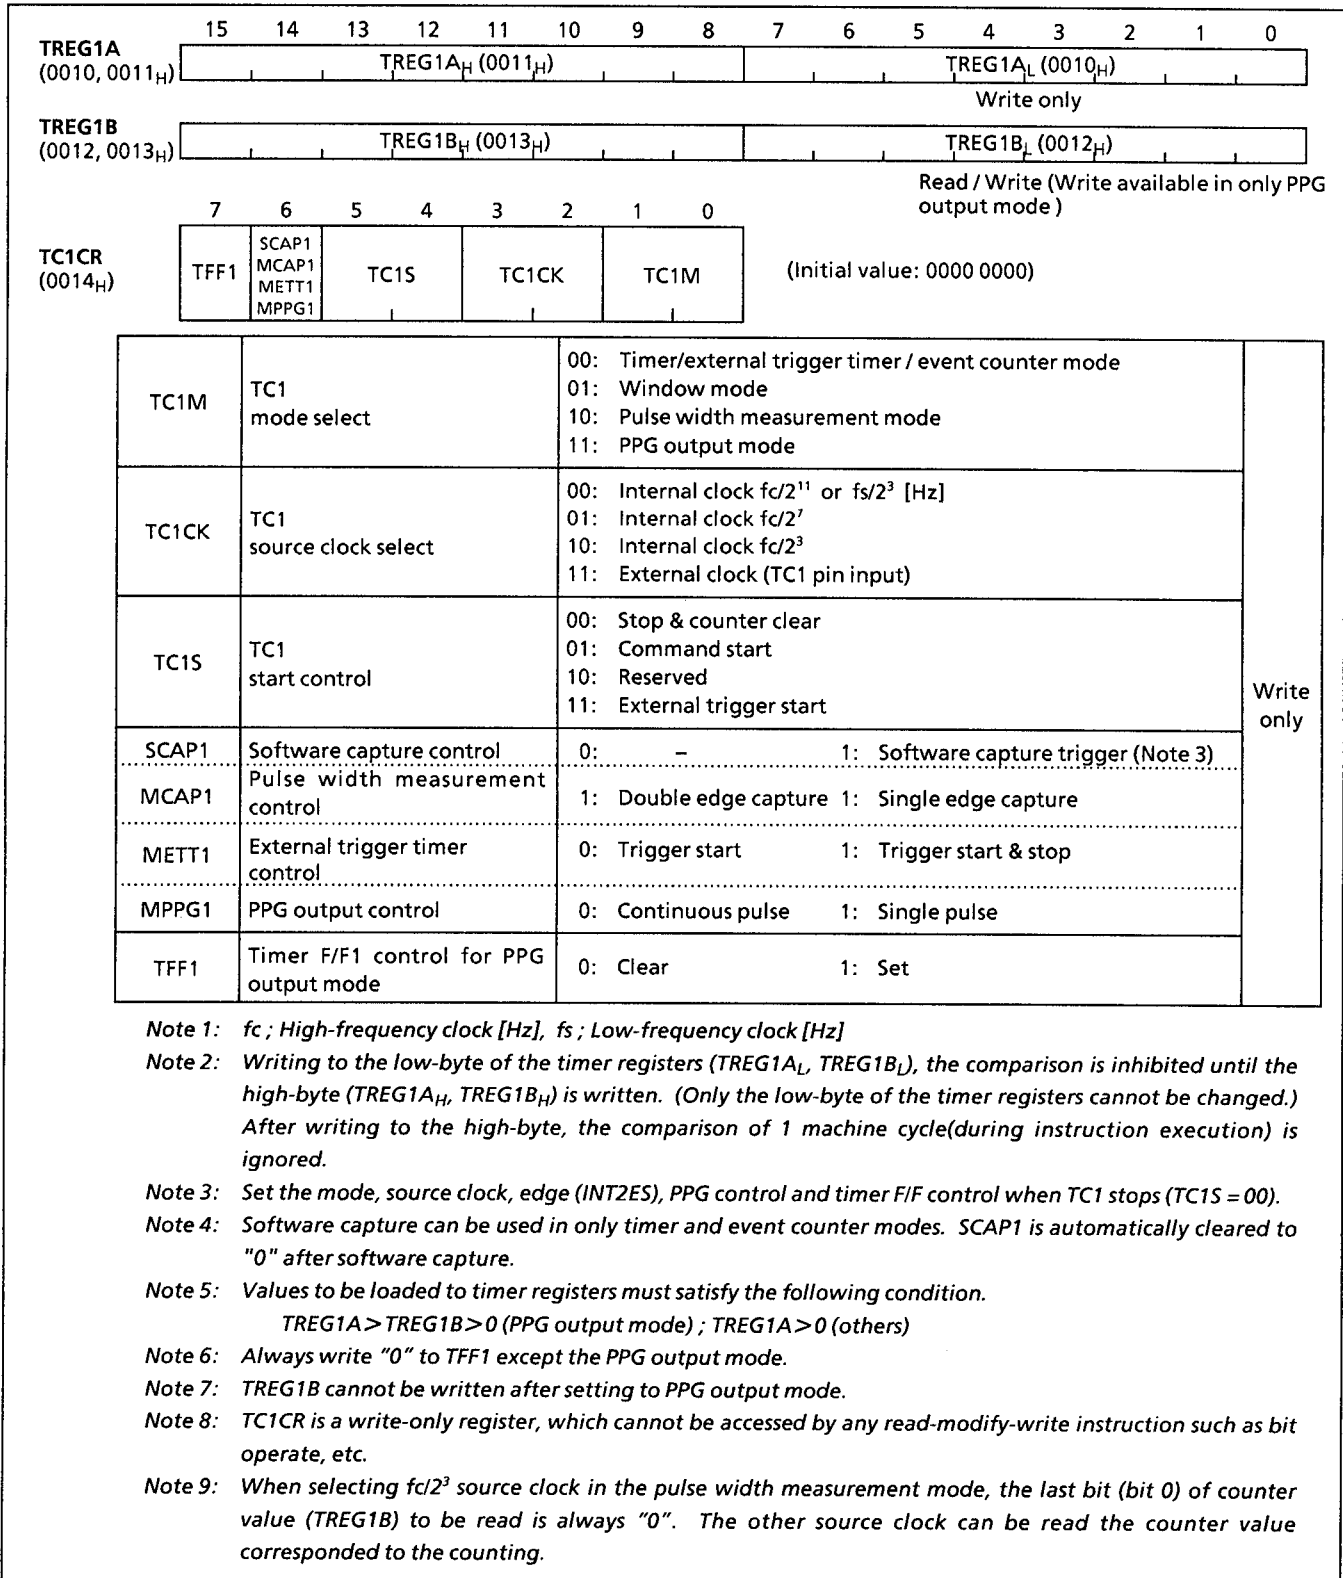 15 14 13 12 11 10 9 8 7 6 5 4 3 2 1 0
TREG1A
(0010, 0011H)
TREG1AH (0011H) TREG1AL (0010H)
Write only
TREG1B
(0012, 0013H)
TREG1BH (0013H) TREG1BL (0012H)
Read / Write (Write available in only PPG
output mode )
7 6 5 4 3 2 1 0
TC1CR
(0014H)
TFF1
SCAP1
MCAP1
METT1
MPPG1
TC1S TC1CK TC1M
(Initial value: 0000 0000)
TC1M
TC1
mode select
00: Timer/external trigger timer / event counter mode
01: Window mode
10: Pulse width measurement mode
11: PPG output mode
TC1CK
TC1
source clock select
00: Internal clock fc/2¹¹ or fs/2³ [Hz]
01: Internal clock fc/2⁷
10: Internal clock fc/2³
11: External clock (TC1 pin input)
TC1S
TC1
start control
00: Stop & counter clear
01: Command start
10: Reserved
11: External trigger start
Write
only
SCAP1 Software capture control 0: – 1: Software capture trigger (Note 3)
MCAP1 Pulse width measurement
control
1: Double edge capture 1: Single edge capture
METT1 External trigger timer
control
0: Trigger start 1: Trigger start & stop
MPPG1 PPG output control 0: Continuous pulse 1: Single pulse
TFF1 Timer F/F1 control for PPG
output mode
0: Clear 1: Set
Note 1: fc ; High-frequency clock [Hz], fs ; Low-frequency clock [Hz]
Note 2: Writing to the low-byte of the timer registers (TREG1AL, TREG1BL), the comparison is inhibited until the
high-byte (TREG1AH, TREG1BH) is written. (Only the low-byte of the timer registers cannot be changed.)
After writing to the high-byte, the comparison of 1 machine cycle(during instruction execution) is
ignored.
Note 3: Set the mode, source clock, edge (INT2ES), PPG control and timer F/F control when TC1 stops (TC1S = 00).
Note 4: Software capture can be used in only timer and event counter modes. SCAP1 is automatically cleared to
"0" after software capture.
Note 5: Values to be loaded to timer registers must satisfy the following condition.
TREG1A>TREG1B>0 (PPG output mode) ; TREG1A>0 (others)
Note 6: Always write "0" to TFF1 except the PPG output mode.
Note 7: TREG1B cannot be written after setting to PPG output mode.
Note 8: TC1CR is a write-only register, which cannot be accessed by any read-modify-write instruction such as bit
operate, etc.
Note 9: When selecting fc/2³ source clock in the pulse width measurement mode, the last bit (bit 0) of counter
value (TREG1B) to be read is always "0". The other source clock can be read the counter value
corresponded to the counting.